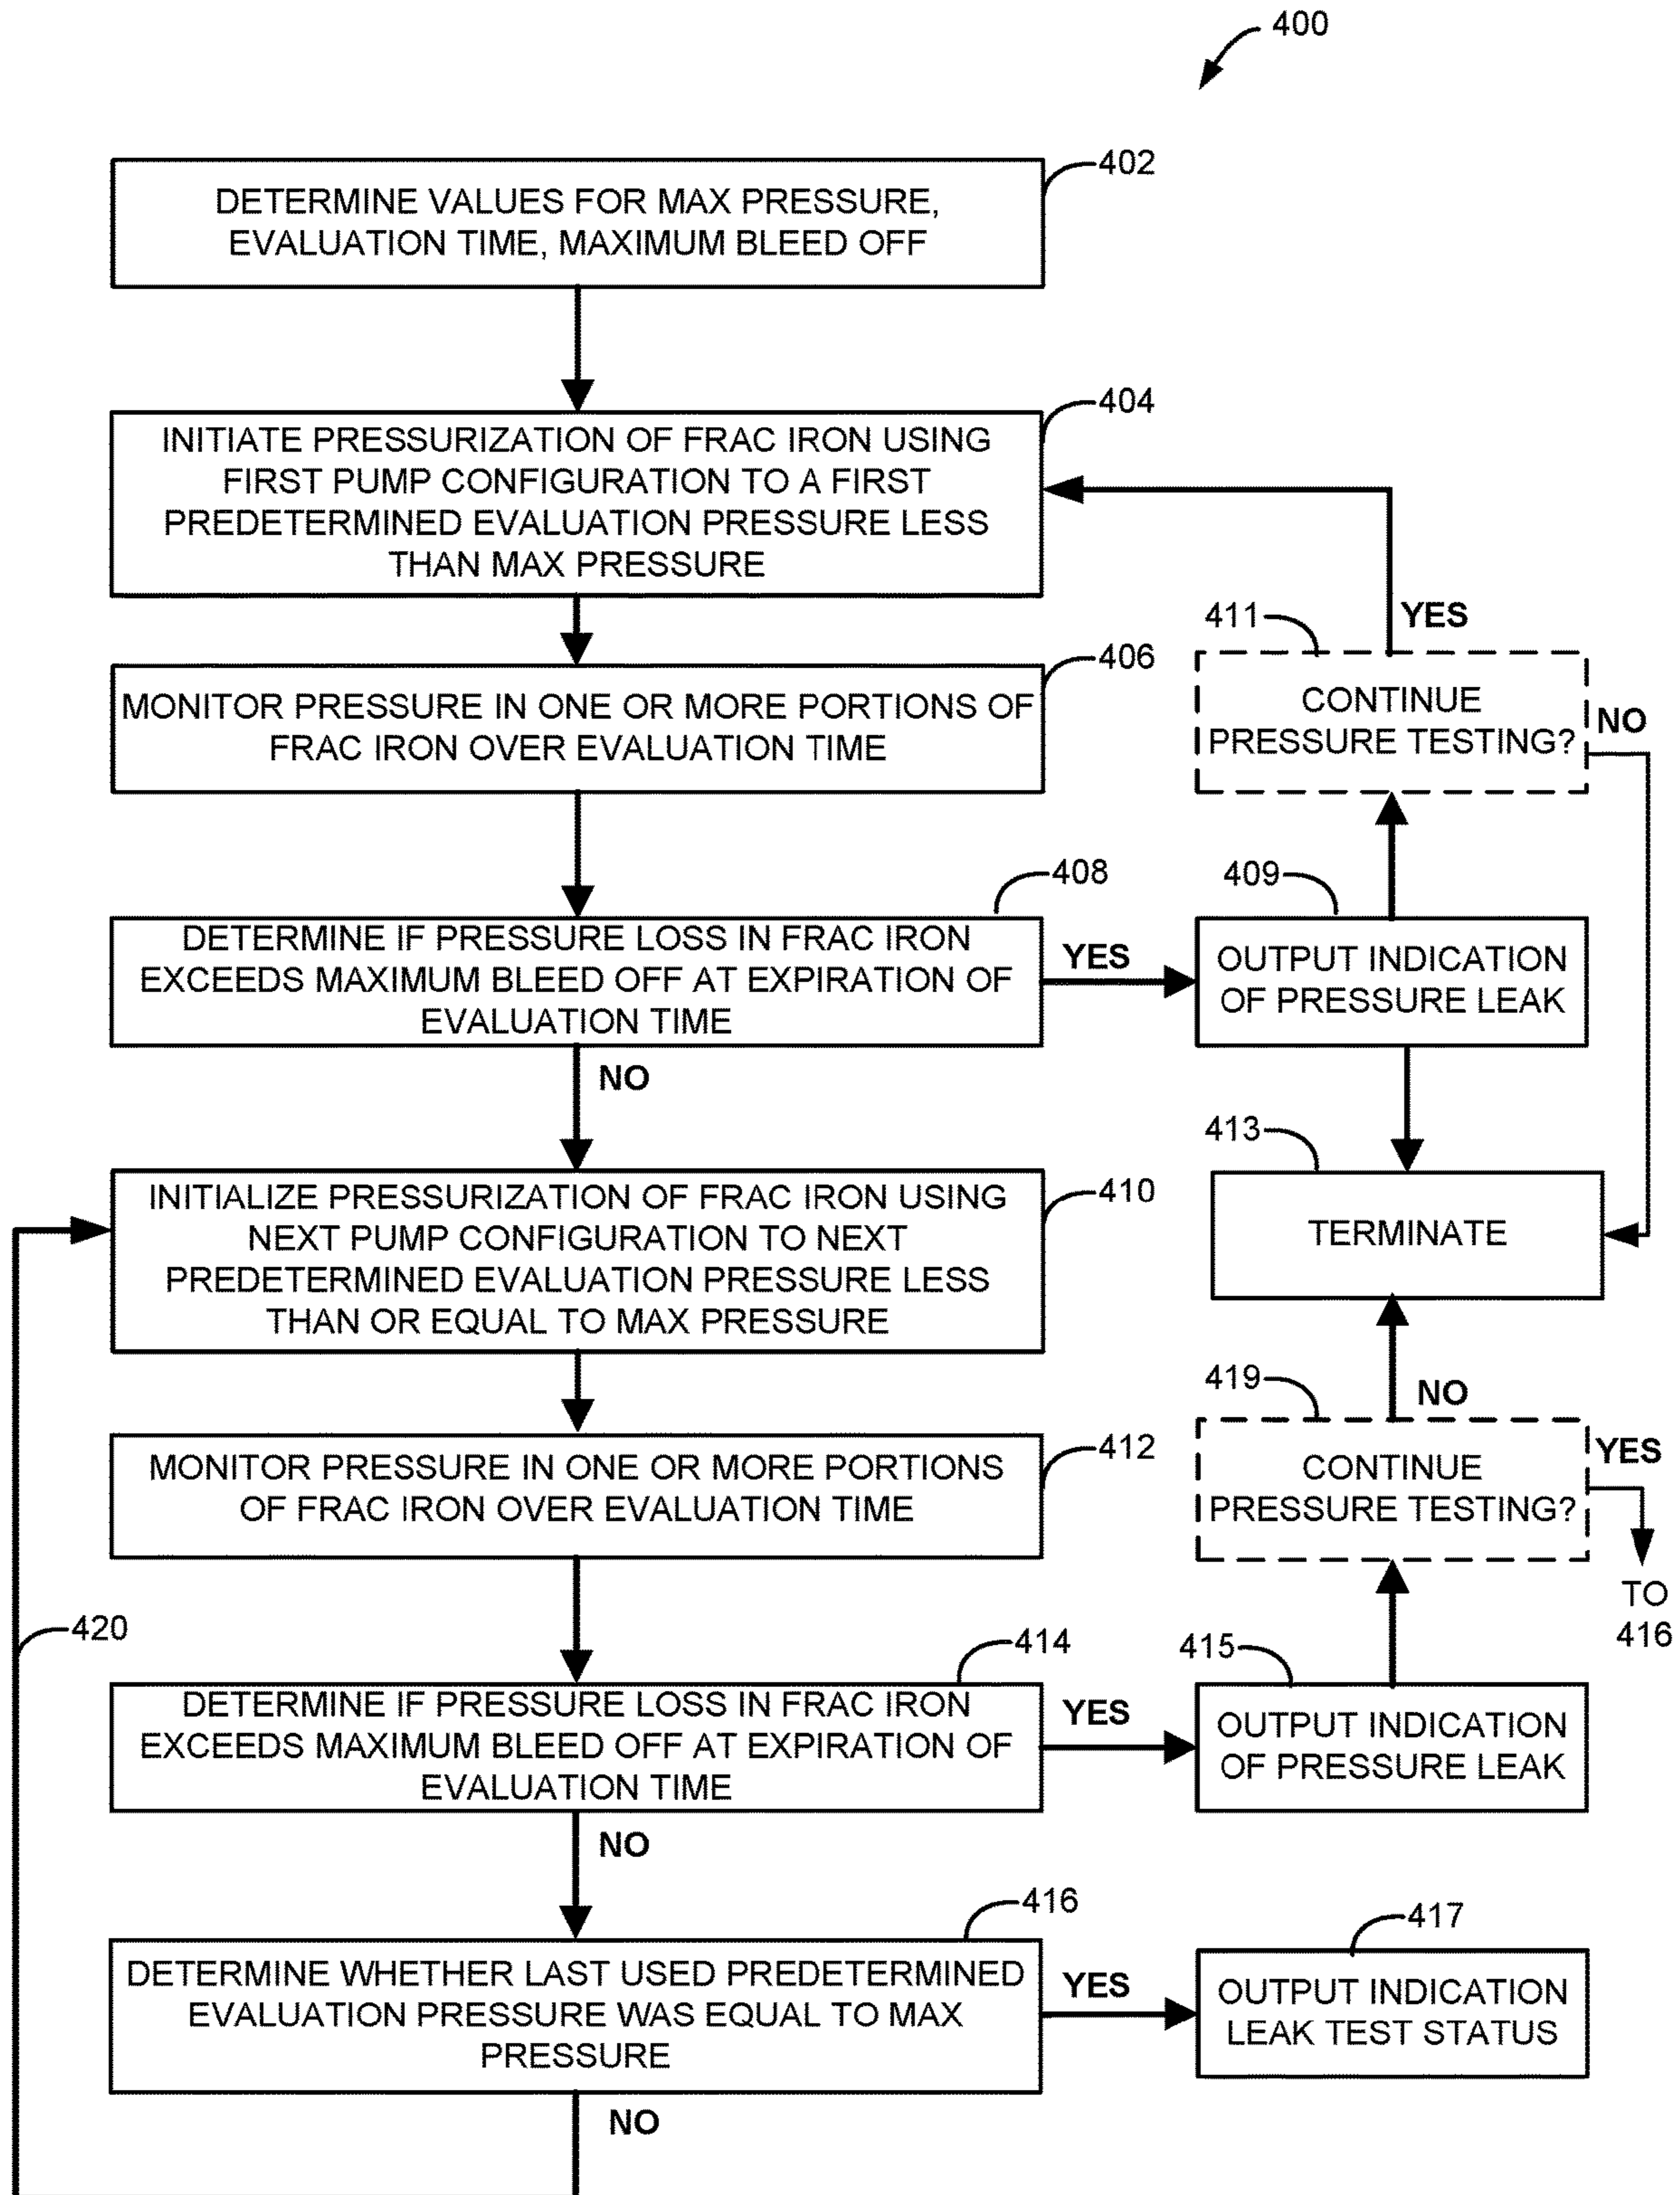 400
402
DETERMINE VALUES FOR MAX PRESSURE,
EVALUATION TIME, MAXIMUM BLEED OFF
404
INITIATE PRESSURIZATION OF FRAC IRON USING
FIRST PUMP CONFIGURATION TO A FIRST
PREDETERMINED EVALUATION PRESSURE LESS
THAN MAX PRESSURE
411
YES
406
MONITOR PRESSURE IN ONE OR MORE PORTIONS OF
FRAC IRON OVER EVALUATION TIME
CONTINUE
PRESSURE TESTING?
NO
408
409
DETERMINE IF PRESSURE LOSS IN FRAC IRON
EXCEEDS MAXIMUM BLEED OFF AT EXPIRATION OF
EVALUATION TIME
YES
OUTPUT INDICATION
OF PRESSURE LEAK
NO
413
410
INITIALIZE PRESSURIZATION OF FRAC IRON USING
NEXT PUMP CONFIGURATION TO NEXT
PREDETERMINED EVALUATION PRESSURE LESS
THAN OR EQUAL TO MAX PRESSURE
TERMINATE
419
NO
412
MONITOR PRESSURE IN ONE OR MORE PORTIONS
OF FRAC IRON OVER EVALUATION TIME
CONTINUE
PRESSURE TESTING?
YES
TO
416
420
414
415
DETERMINE IF PRESSURE LOSS IN FRAC IRON
EXCEEDS MAXIMUM BLEED OFF AT EXPIRATION OF
EVALUATION TIME
YES
OUTPUT INDICATION
OF PRESSURE LEAK
NO
416
417
DETERMINE WHETHER LAST USED PREDETERMINED
EVALUATION PRESSURE WAS EQUAL TO MAX
PRESSURE
YES
OUTPUT INDICATION
LEAK TEST STATUS
NO